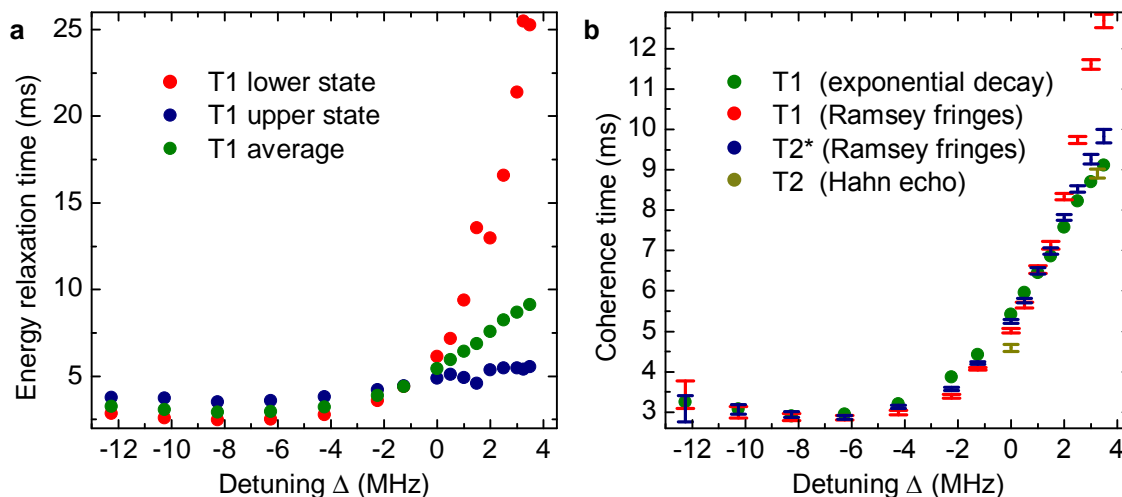 a
25
20
15
10
5
Energy relaxation time (ms)
T1 lower state
T1 upper state
T1 average
-12 -10 -8 -6 -4 -2 0 2 4
Detuning Δ (MHz)
b
12
11
10
9
8
7
6
5
4
3
Coherence time (ms)
T1 (exponential decay)
T1 (Ramsey fringes)
T2* (Ramsey fringes)
T2 (Hahn echo)
-12 -10 -8 -6 -4 -2 0 2 4
Detuning Δ (MHz)